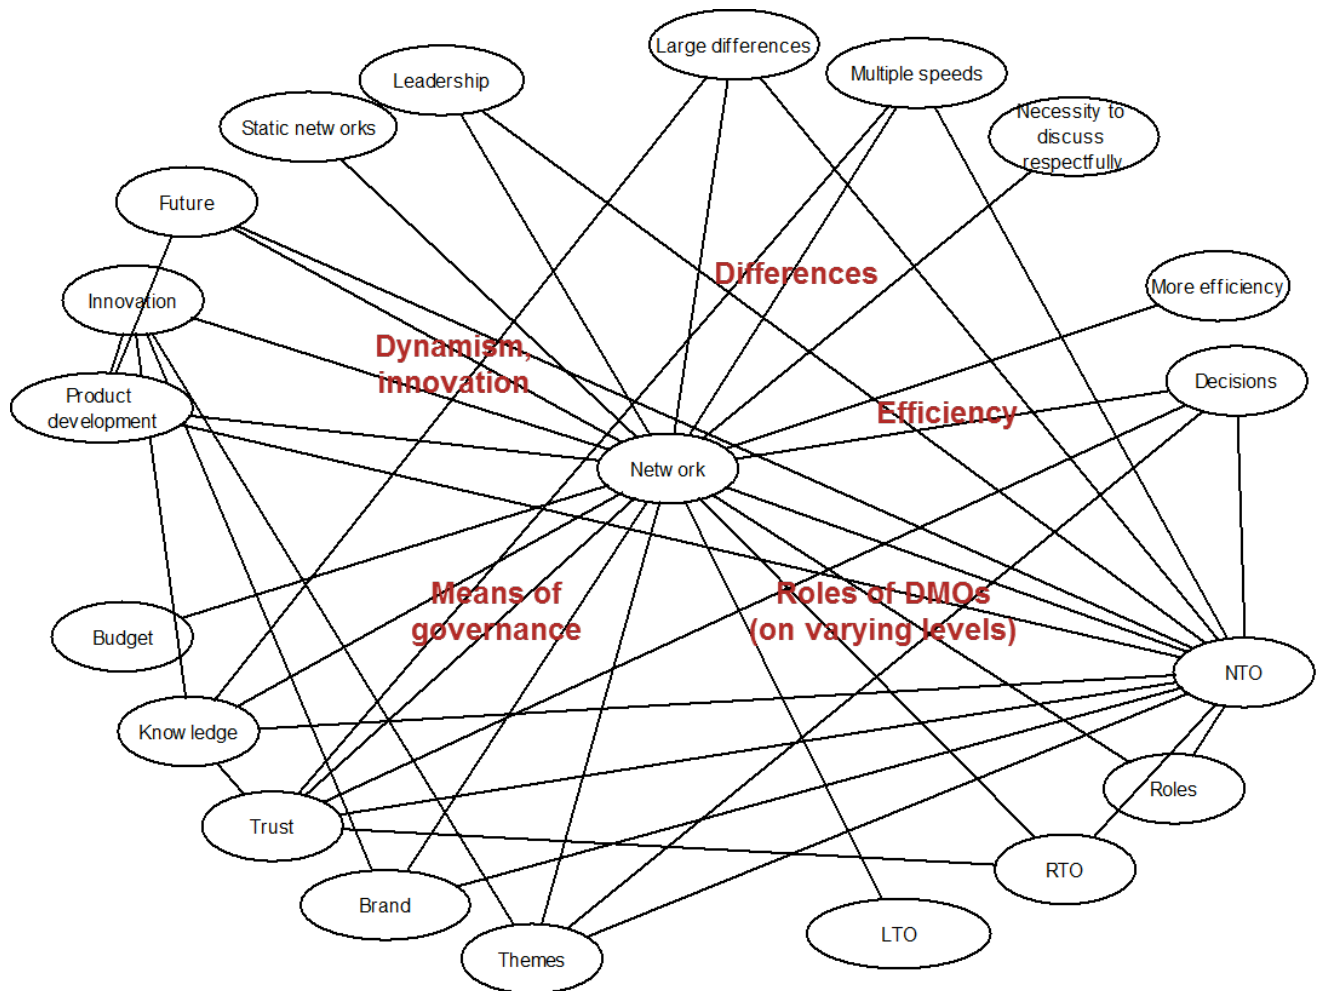 Large differences
Leadership
Multiple speeds
Necessity to
discuss
respectfully
Static netw orks
Future
Differences
More efficiency
Innovation
Dynamism,
innovation
Decisions
Product
development
Efficiency
Netw ork
Means of
governance
Roles of DMOs
(on varying levels)
Budget
NTO
Know ledge
Roles
Trust
RTO
Brand
LTO
Themes